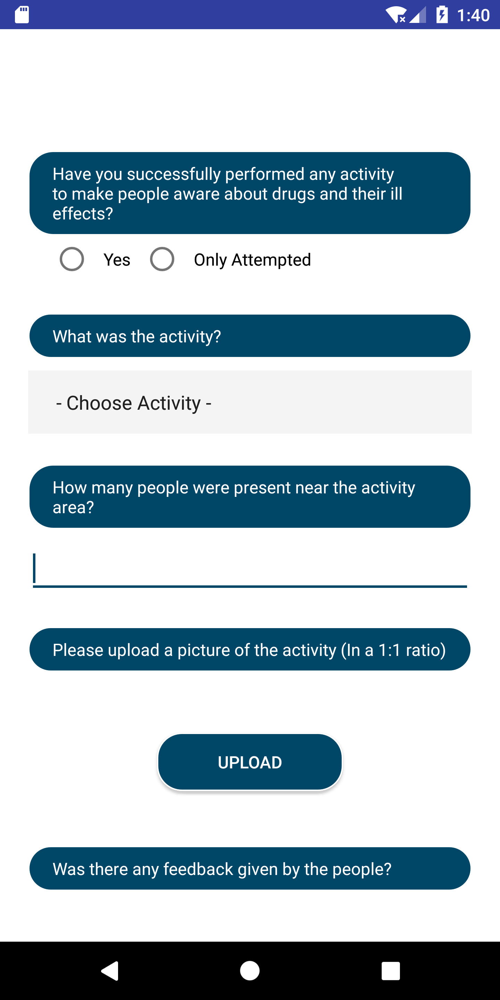 1:40
Have you successfully performed any activity
to make people aware about drugs and their ill
effects?
Yes Only Attempted
What was the activity?
- Choose Activity -
How many people were present near the activity
area?
Please upload a picture of the activity (In a 1:1 ratio)
UPLOAD
Was there any feedback given by the people?